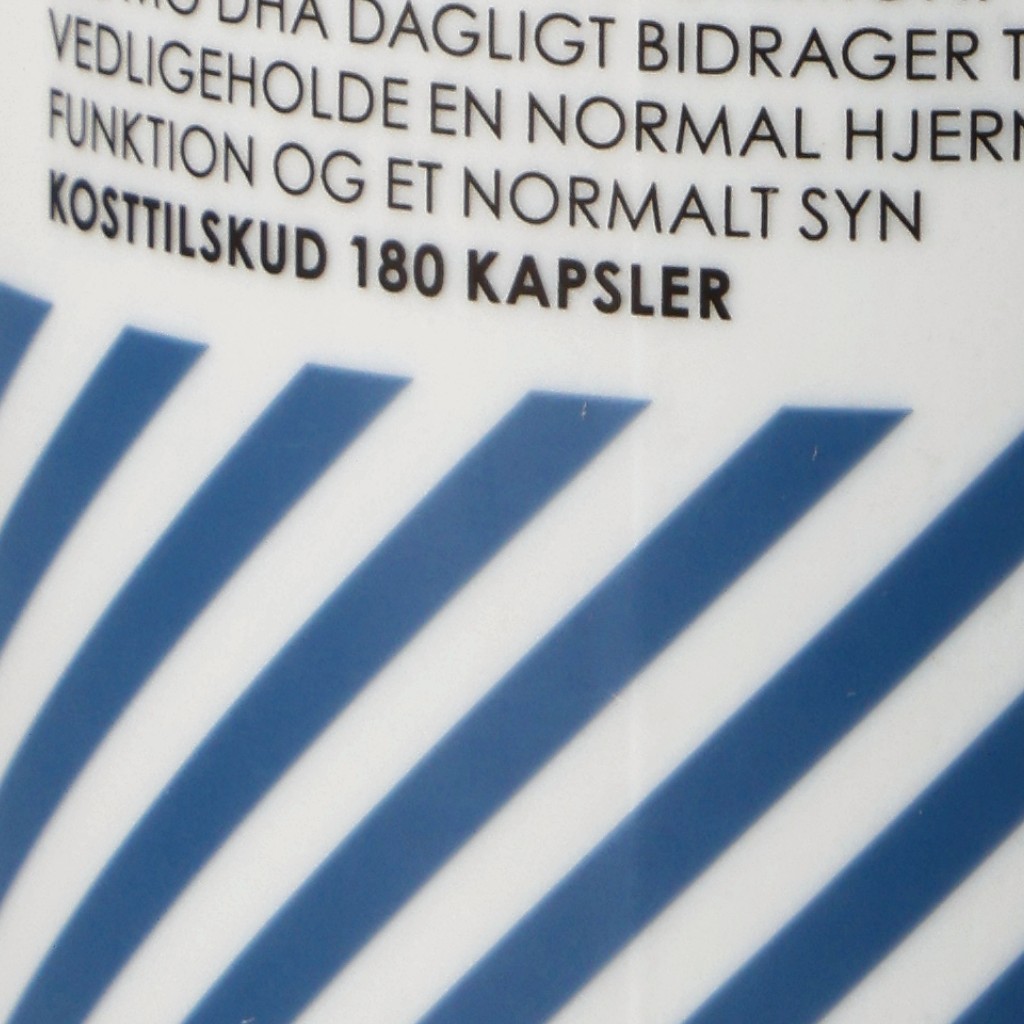 DHA DAGLIGT BIDRAGER
VEDLIGEHOLDE EN NORMAL HJERN
FUNKTION OG ET NORMALT SYN
KOSTTILSKUD 180 KAPSLER